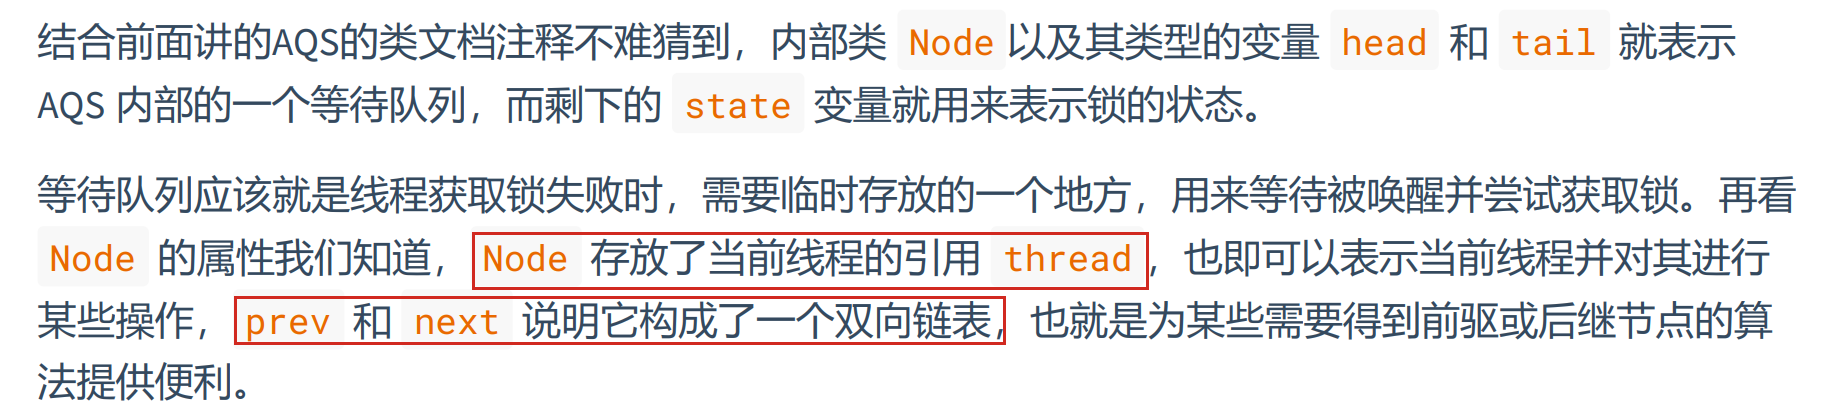 结合前面讲的AQS的类文档注释不难猜到，内部类 Node 以及其类型的变量 head 和 tail 就表示
AQS 内部的一个等待队列，而剩下的 state 变量就用来表示锁的状态。
等待队列应该就是线程获取锁失败时，需要临时存放的一个地方，用来等待被唤醒并尝试获取锁。再看
Node 的属性我们知道，Node 存放了当前线程的引用 thread，也即可以表示当前线程并对其进行
某些操作，prev 和 next 说明它构成了一个双向链表，也就是为某些需要得到前驱或后继节点的算
法提供便利。